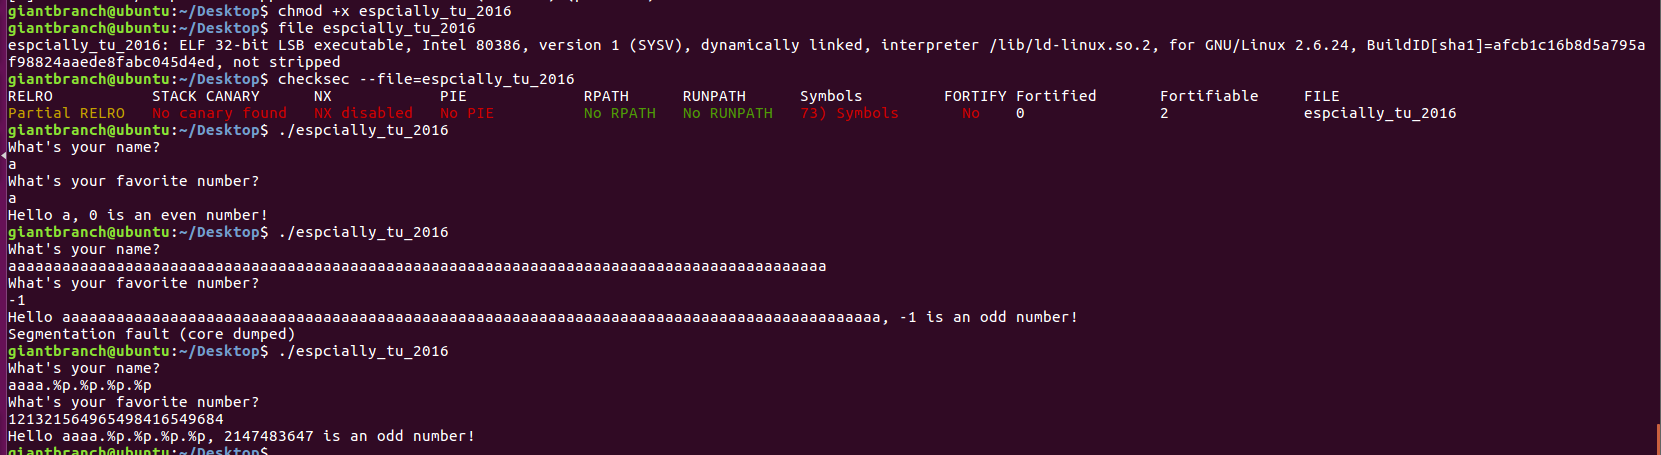 giantbranch@ubuntu:~/Desktop$ chmod +x espcially_tu_2016
giantbranch@ubuntu:~/Desktop$ file espcially_tu_2016
espcially_tu_2016: ELF 32-bit LSB executable, Intel 80386, version 1 (SYSV), dynamically linked, interpreter /lib/ld-linux.so.2, for GNU/Linux 2.6.24, BuildID[sha1]=afcb1c16b8d5a795a
f98824aaede8fabc045d4ed, not stripped
giantbranch@ubuntu:~/Desktop$ checksec --file=espcially_tu_2016
RELRO STACK CANARY NX PIE RPATH RUNPATH Symbols FORTIFY Fortified Fortifiable FILE
Partial RELRO No canary found NX disabled No PIE No RPATH No RUNPATH 73) Symbols No 0 2 espcially_tu_2016
giantbranch@ubuntu:~/Desktop$ ./espcially_tu_2016
What's your name?
a
What's your favorite number?
a
Hello a, 0 is an even number!
giantbranch@ubuntu:~/Desktop$ ./espcially_tu_2016
What's your name?
aaaaaaaaaaaaaaaaaaaaaaaaaaaaaaaaaaaaaaaaaaaaaaaaaaaaaaaaaaaaaaaaaaaaaaaaaaaaaaaaaaaaaaaaaaaaa
What's your favorite number?
-1
Hello aaaaaaaaaaaaaaaaaaaaaaaaaaaaaaaaaaaaaaaaaaaaaaaaaaaaaaaaaaaaaaaaaaaaaaaaaaaaaaaaaaaaaaaaaaaaa, -1 is an odd number!
Segmentation fault (core dumped)
giantbranch@ubuntu:~/Desktop$ ./espcially_tu_2016
What's your name?
aaaa.%p.%p.%p.%p
What's your favorite number?
121321564965498416549684
Hello aaaa.%p.%p.%p.%p, 2147483647 is an odd number!
giantbranch@ubuntu:~/Desktop$